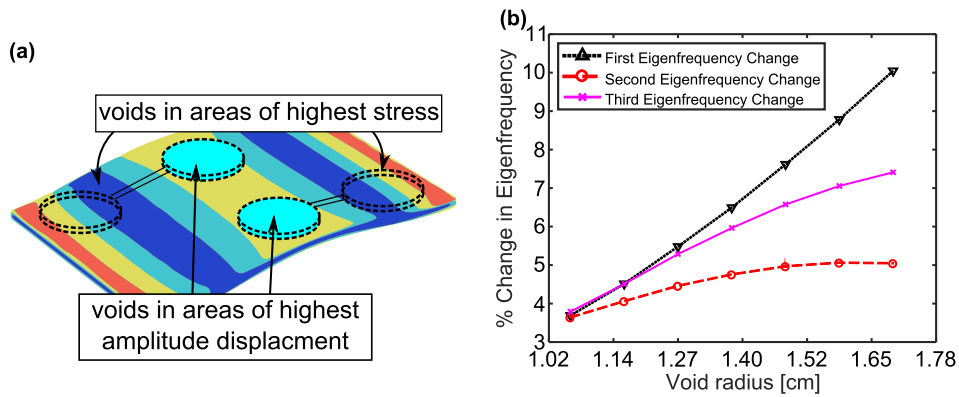 (a)
voids in areas of highest stress
voids in areas of highest
amplitude displacment
(b)
% Change in Eigenfrequency
11
10
9
8
7
6
5
4
3
First Eigenfrequency Change
Second Eigenfrequency Change
Third Eigenfrequency Change
1.02 1.14 1.27 1.40 1.52 1.65 1.78
Void radius [cm]